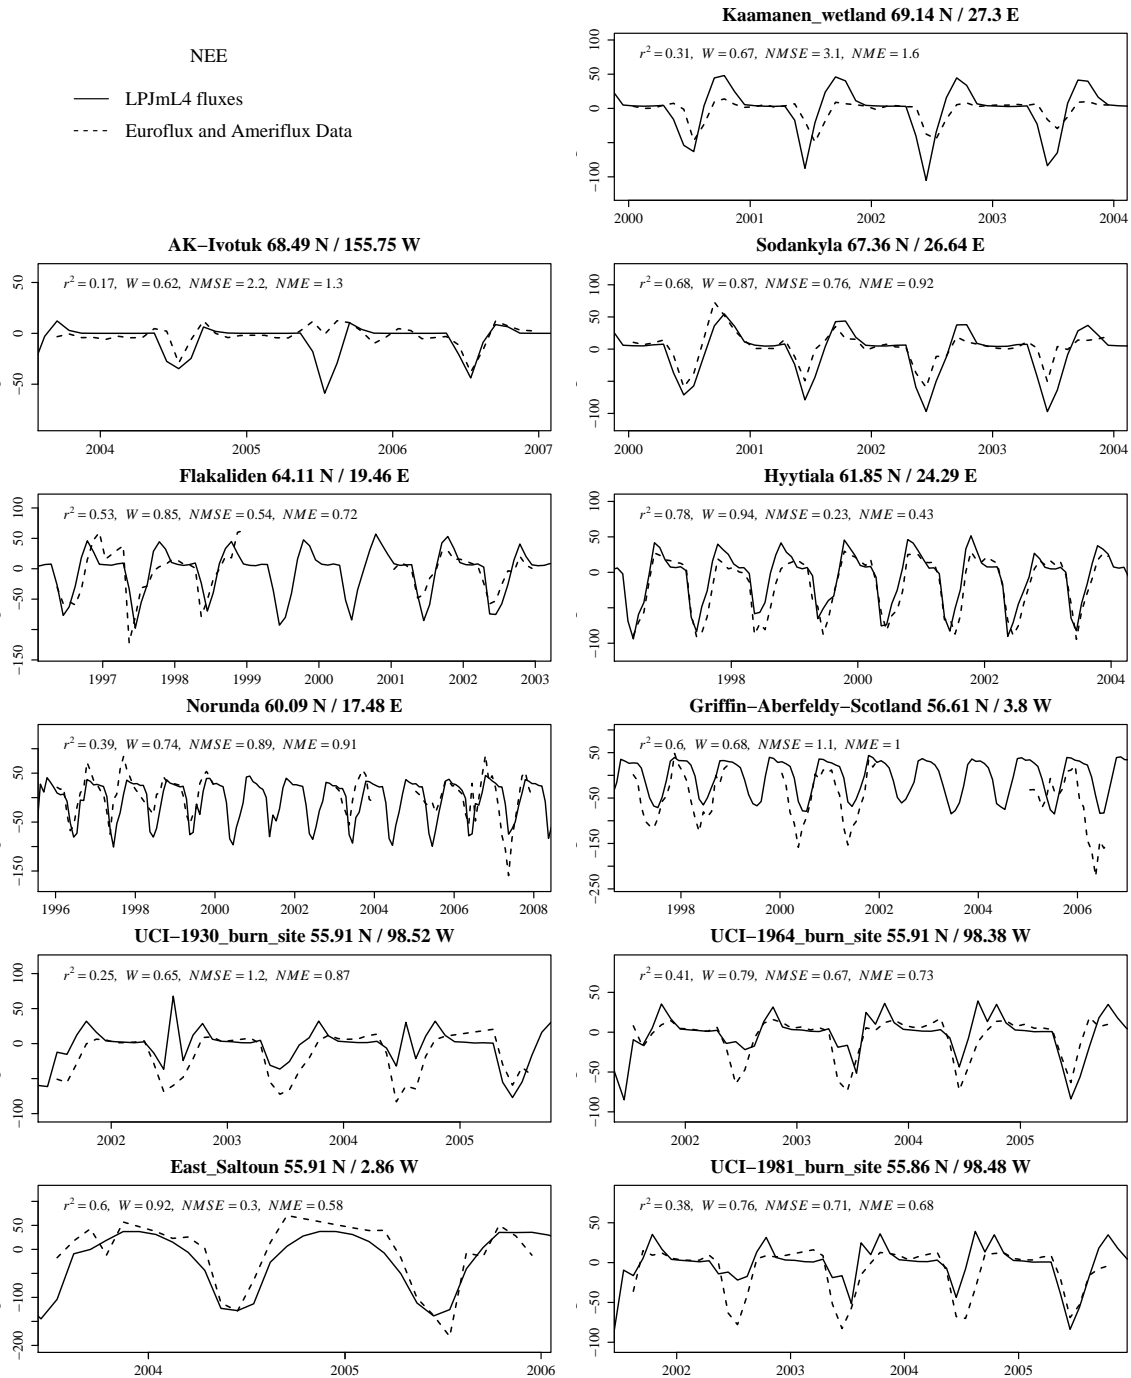 NEE
LPJmL4 fluxes
Euroflux and Ameriflux Data
Kaamanen_wetland 69.14 N / 27.3 E
r² = 0.31, W = 0.67, NMSE = 3.1, NME = 1.6
100
50
0
−100
2000 2001 2002 2003 2004
AK−Ivotuk 68.49 N / 155.75 W
r² = 0.17, W = 0.62, NMSE = 2.2, NME = 1.3
50
0
−50
2004 2005 2006 2007
Sodankyla 67.36 N / 26.64 E
r² = 0.68, W = 0.87, NMSE = 0.76, NME = 0.92
100
50
0
−100
2000 2001 2002 2003 2004
Flakaliden 64.11 N / 19.46 E
r² = 0.53, W = 0.85, NMSE = 0.54, NME = 0.72
100
50
0
−50
−150
1997 1998 1999 2000 2001 2002 2003
Hyytiala 61.85 N / 24.29 E
r² = 0.78, W = 0.94, NMSE = 0.23, NME = 0.43
100
50
0
−100
1998 2000 2002 2004
Norunda 60.09 N / 17.48 E
r² = 0.39, W = 0.74, NMSE = 0.89, NME = 0.91
50
−50
−150
1996 1998 2000 2002 2004 2006 2008
Griffin−Aberfeldy−Scotland 56.61 N / 3.8 W
r² = 0.6, W = 0.68, NMSE = 1.1, NME = 1
50
−50
−150
−250
1998 2000 2002 2004 2006
UCI−1930_burn_site 55.91 N / 98.52 W
r² = 0.25, W = 0.65, NMSE = 1.2, NME = 0.87
100
50
0
−100
2002 2003 2004 2005
UCI−1964_burn_site 55.91 N / 98.38 W
r² = 0.41, W = 0.79, NMSE = 0.67, NME = 0.73
50
0
−50
−100
2002 2003 2004 2005
East_Saltoun 55.91 N / 2.86 W
r² = 0.6, W = 0.92, NMSE = 0.3, NME = 0.58
50
0
−100
−200
2004 2005 2006
UCI−1981_burn_site 55.86 N / 98.48 W
r² = 0.38, W = 0.76, NMSE = 0.71, NME = 0.68
50
0
−50
−100
2002 2003 2004 2005